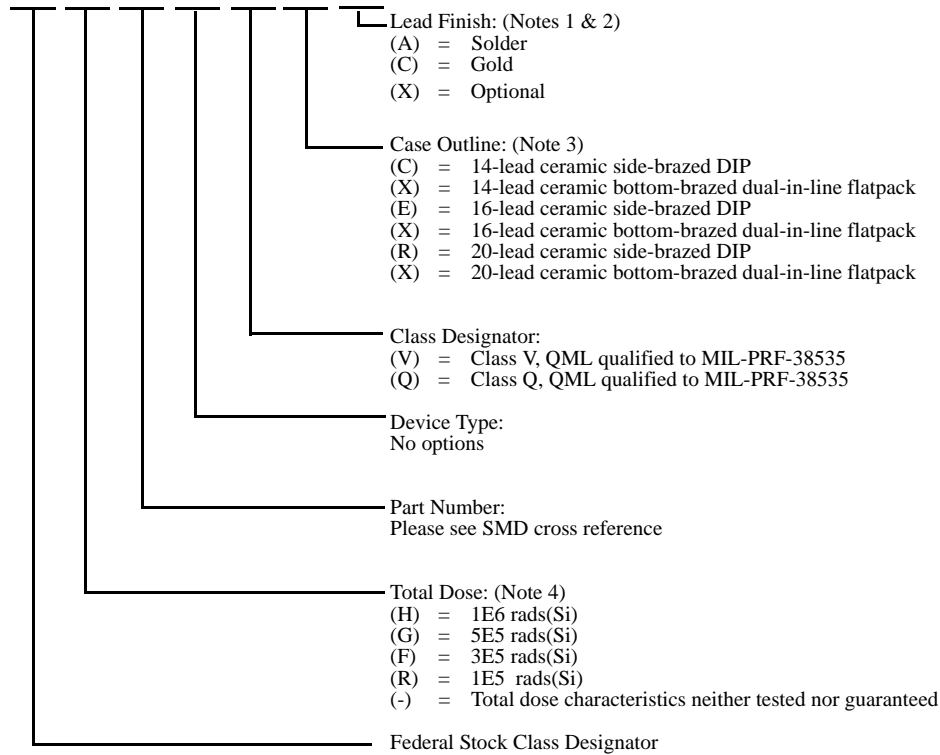 Lead Finish: (Notes 1 & 2)
(A) = Solder
(C) = Gold
(X) = Optional
Case Outline: (Note 3)
(C) = 14-lead ceramic side-brazed DIP
(X) = 14-lead ceramic bottom-brazed dual-in-line flatpack
(E) = 16-lead ceramic side-brazed DIP
(X) = 16-lead ceramic bottom-brazed dual-in-line flatpack
(R) = 20-lead ceramic side-brazed DIP
(X) = 20-lead ceramic bottom-brazed dual-in-line flatpack
Class Designator:
(V) = Class V, QML qualified to MIL-PRF-38535
(Q) = Class Q, QML qualified to MIL-PRF-38535
Device Type:
No options
Part Number:
Please see SMD cross reference
Total Dose: (Note 4)
(H) = 1E6 rads(Si)
(G) = 5E5 rads(Si)
(F) = 3E5 rads(Si)
(R) = 1E5 rads(Si)
(-) = Total dose characteristics neither tested nor guaranteed
Federal Stock Class Designator